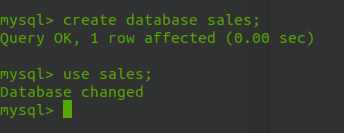 mysql> create database sales;
Query OK, 1 row affected (0.00 sec)
mysql> use sales;
Database changed
mysql>